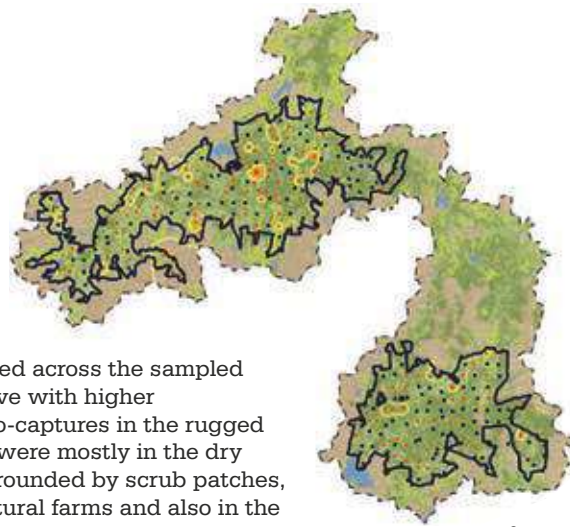 ed across the sampled
ve with higher
o-captures in the rugged
were mostly in the dry
rounded by scrub patches,
tural farms and also in the